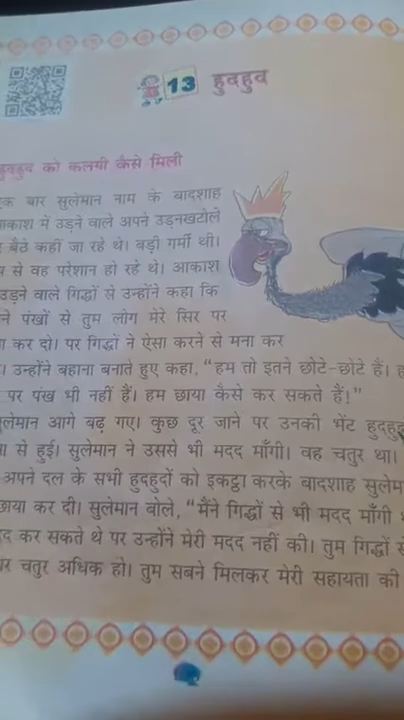 13 हुदहुद
हुदहुद को कलगी कैसे मिली
एक बार सुलेमान नाम के बादशाह
आकाश में उड़ने वाले अपने उड़नखटोले
बैठे कहीं जा रहे थे। बड़ी गर्मी थी।
से वह परेशान हो रहे थे। आकाश
उड़ने वाले गिद्धों से उन्होंने कहा कि
पंखों से तुम लोग मेरे सिर पर
कर दो। पर गिद्धों ने ऐसा करने से मना कर
उन्होंने बहाना बनाते हुए कहा, "हम तो इतने छोटे-छोटे हैं।
पर पंख भी नहीं हैं। हम छाया कैसे कर सकते हैं!"
सुलेमान आगे बढ़ गए। कुछ दूर जाने पर उनकी भेंट हुदहुद
से हुई। सुलेमान ने उससे भी मदद माँगी। वह चतुर था।
अपने दल के सभी हुदहुदों को इकट्ठा करके बादशाह सुलेम
छाया कर दी। सुलेमान बोले, "मैंने गिद्धों से भी मदद माँगी
कर सकते थे पर उन्होंने मेरी मदद नहीं की। तुम गिद्धों से
चतुर अधिक हो। तुम सबने मिलकर मेरी सहायता की